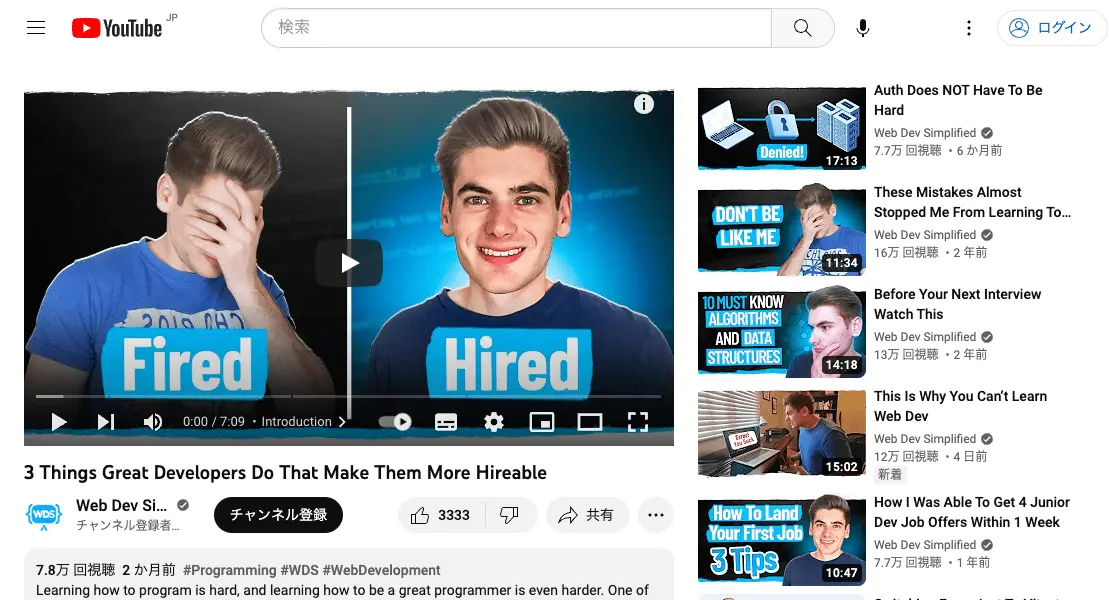 YouTube JP
検索
ログイン
Fired
Hired
0:00 / 7:09 • Introduction
3 Things Great Developers Do That Make Them More Hireable
WDS
Web Dev Si...
チャンネル登録者...
チャンネル登録
3333
共有
7.8万 回視聴 2 か月前 #Programming #WDS #WebDevelopment
Learning how to program is hard, and learning how to be a great programmer is even harder. One of
Denied!
17:13
Auth Does NOT Have To Be
Hard
Web Dev Simplified
7.7万 回視聴 ・6 か月前
DON'T BE
LIKE ME
11:34
These Mistakes Almost
Stopped Me From Learning To...
Web Dev Simplified
16万 回視聴 ・2 年前
10 MUST KNOW
ALGORITHMS
AND DATA
STRUCTURES
14:18
Before Your Next Interview
Watch This
Web Dev Simplified
13万 回視聴 ・2 年前
Error!
You Suck
15:02
This Is Why You Can’t Learn
Web Dev
Web Dev Simplified
12万 回視聴 ・4 日前
新着
How To Land
Your First Job
3 Tips
10:47
How I Was Able To Get 4 Junior
Dev Job Offers Within 1 Week
Web Dev Simplified
7.7万 回視聴 ・1 年前